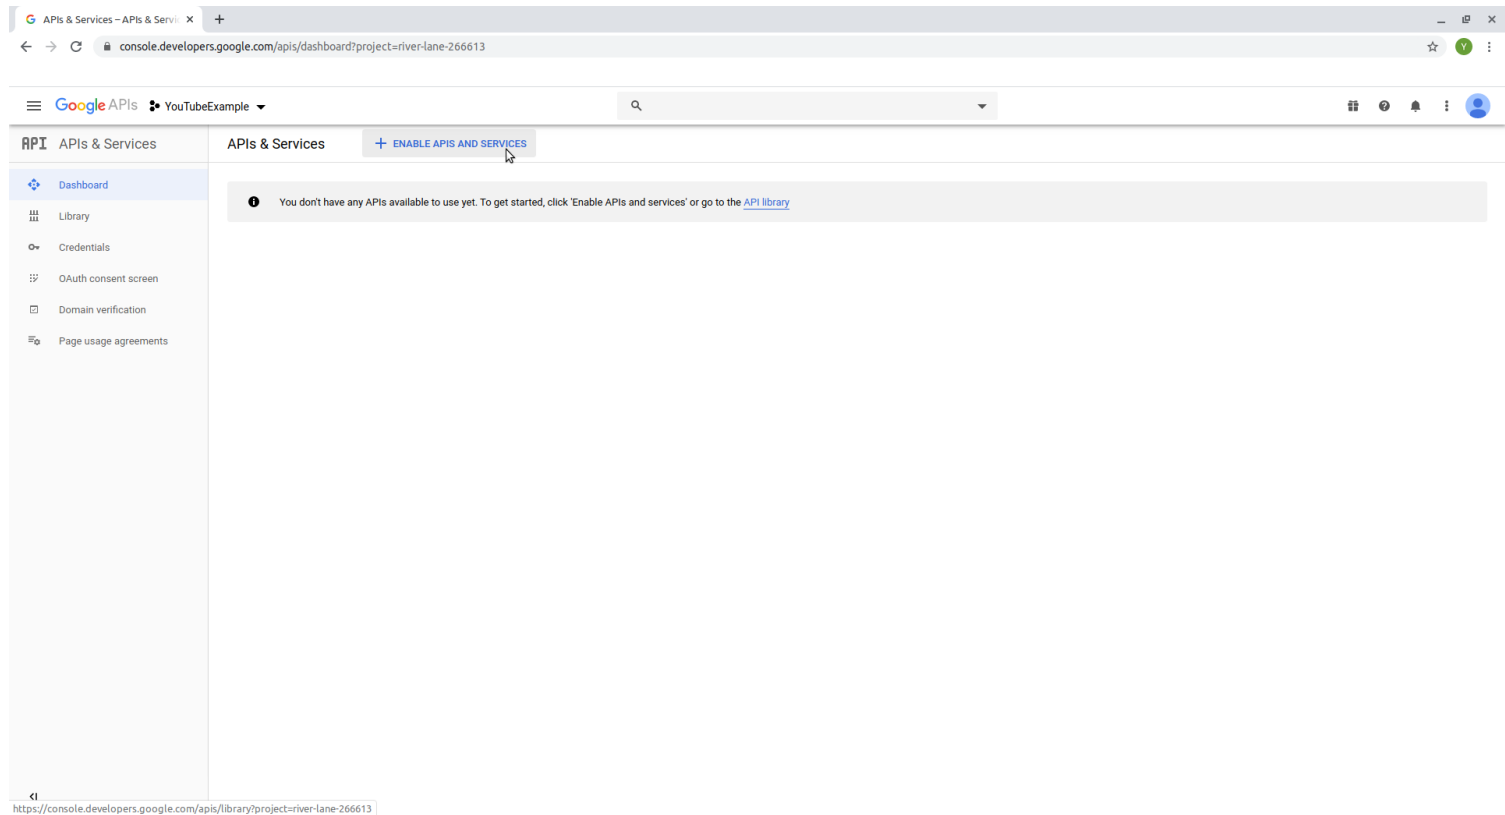 APIs & Services – APIs & Servic
console.developers.google.com/apis/dashboard?project=river-lane-266613
Y
Google APIs
YouTubeExample
API
APIs & Services
APIs & Services
ENABLE APIS AND SERVICES
Dashboard
You don't have any APIs available to use yet. To get started, click 'Enable APIs and services' or go to the API library
Library
Credentials
OAuth consent screen
Domain verification
Page usage agreements
https://console.developers.google.com/apis/library?project=river-lane-266613